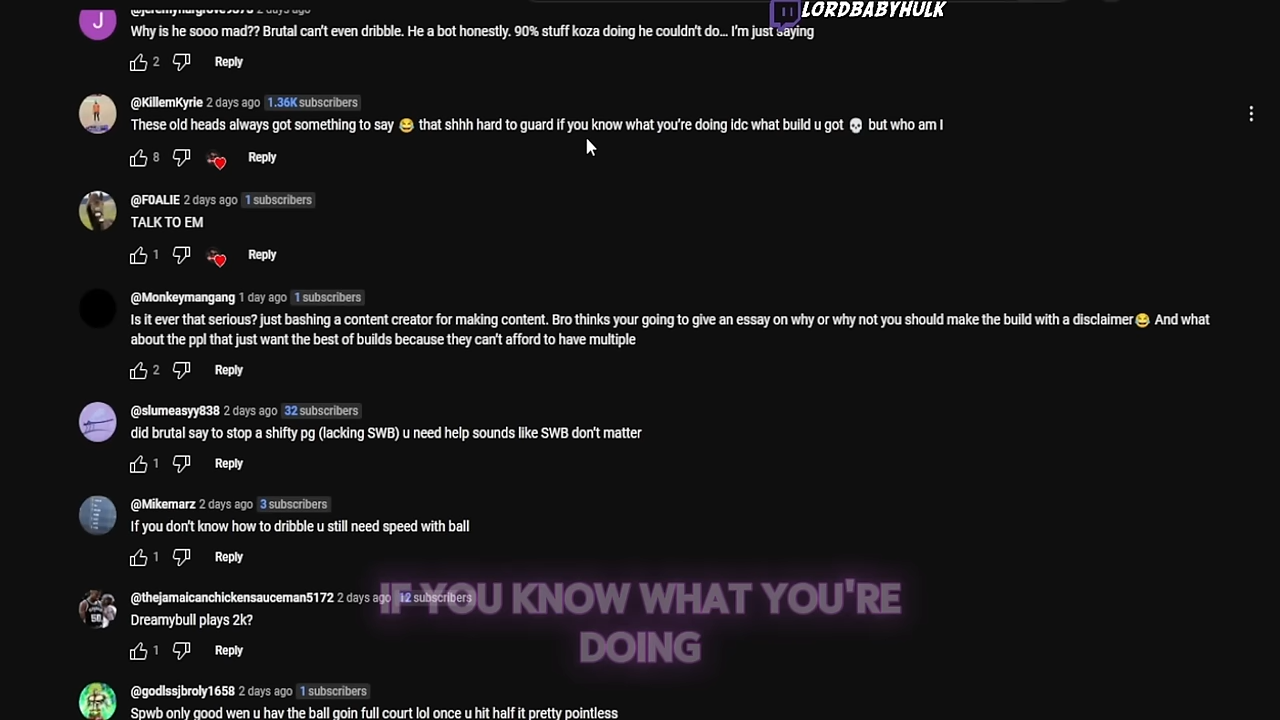 LORDBABYHULK
J
Why is he sooo mad?? Brutal can't even dribble. He a bot honestly. 90% stuff koza doing he couldn't do... I'm just saying
2 Reply
@KillemKyrie 2 days ago 1.36K subscribers
These old heads always got something to say 😂 that shhh hard to guard if you know what you're doing idc what build u got 💀 but who am I
8 Reply
@F0ALIE 2 days ago 1 subscribers
TALK TO EM
1 Reply
@Monkeymangang 1 day ago 1 subscribers
Is it ever that serious? just bashing a content creator for making content. Bro thinks your going to give an essay on why or why not you should make the build with a disclaimer😂 And what
about the ppl that just want the best of builds because they can't afford to have multiple
2 Reply
@slumeasyy838 2 days ago 32 subscribers
did brutal say to stop a shifty pg (lacking SWB) u need help sounds like SWB don't matter
1 Reply
@Mikemarz 2 days ago 3 subscribers
If you don't know how to dribble u still need speed with ball
1 Reply
@thejamaicanchickensauceman5172 2 days ago 12 subscribers
IF YOU KNOW WHAT YOU'RE
Dreamybull plays 2k?
DOING
1 Reply
@godlssjbroly1658 2 days ago 1 subscribers
Spwb only good wen u hav the ball goin full court lol once u hit half it pretty pointless